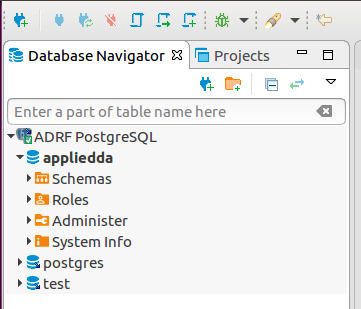 Database Navigator Projects
Enter a part of table name here
ADRF PostgreSQL
appliedda
Schemas
Roles
Administer
System Info
postgres
test